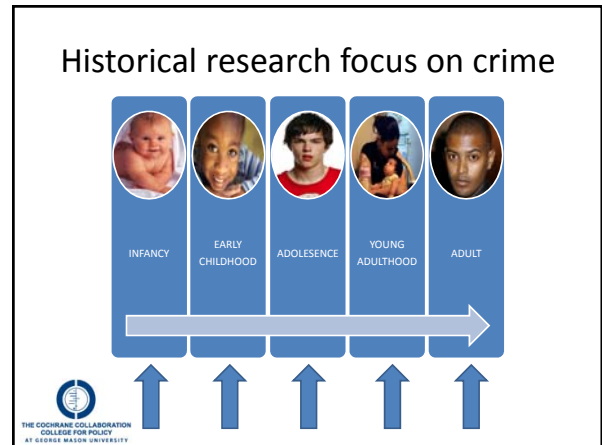 Historical research focus on crime
INFANCY
EARLY
CHILDHOOD
ADOLESENCE
YOUNG
ADULTHOOD
ADULT
THE COCHRANE COLLABORATION
COLLEGE FOR POLICY
AT GEORGE MASON UNIVERSITY